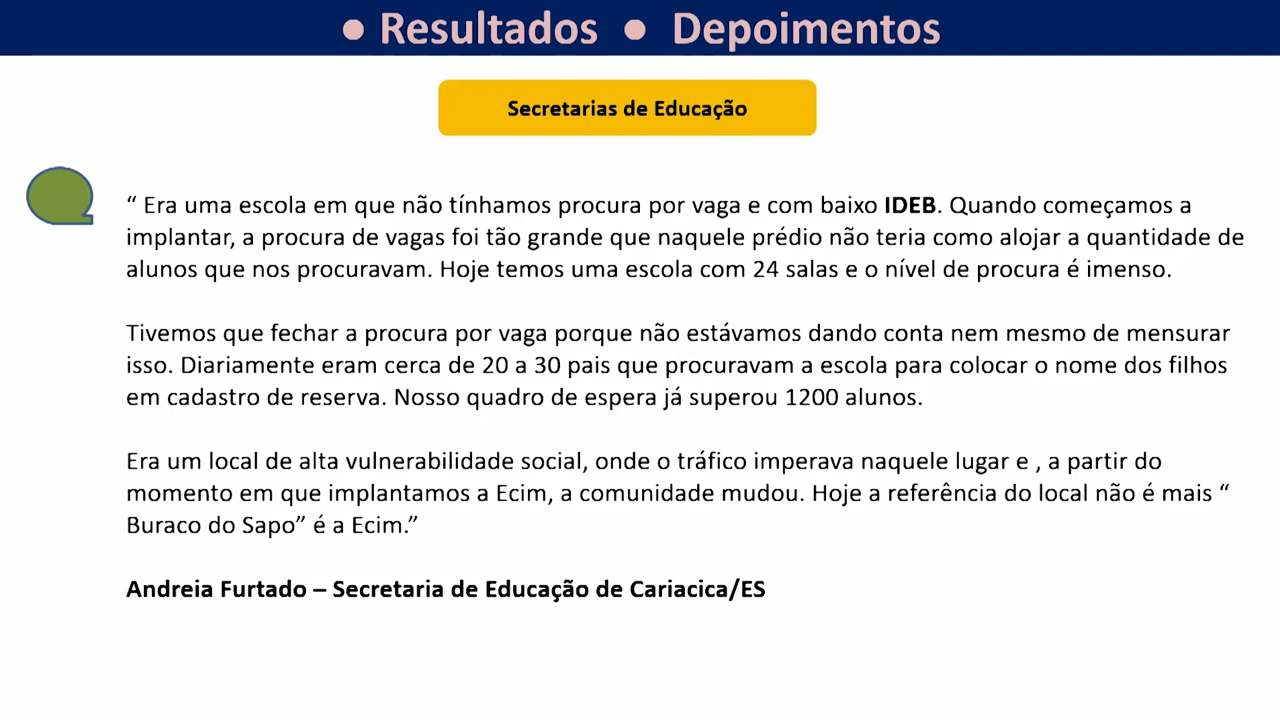 ● Resultados ● Depoimentos
Secretarias de Educação
“ Era uma escola em que não tínhamos procura por vaga e com baixo IDEB. Quando começamos a
implantar, a procura de vagas foi tão grande que naquele prédio não teria como alojar a quantidade de
alunos que nos procuravam. Hoje temos uma escola com 24 salas e o nível de procura é imenso.
Tivemos que fechar a procura por vaga porque não estávamos dando conta nem mesmo de mensurar
isso. Diariamente eram cerca de 20 a 30 pais que procuravam a escola para colocar o nome dos filhos
em cadastro de reserva. Nosso quadro de espera já superou 1200 alunos.
Era um local de alta vulnerabilidade social, onde o tráfico imperava naquele lugar e , a partir do
momento em que implantamos a Ecim, a comunidade mudou. Hoje a referência do local não é mais “
Buraco do Sapo” é a Ecim.”
Andreia Furtado – Secretaria de Educação de Cariacica/ES